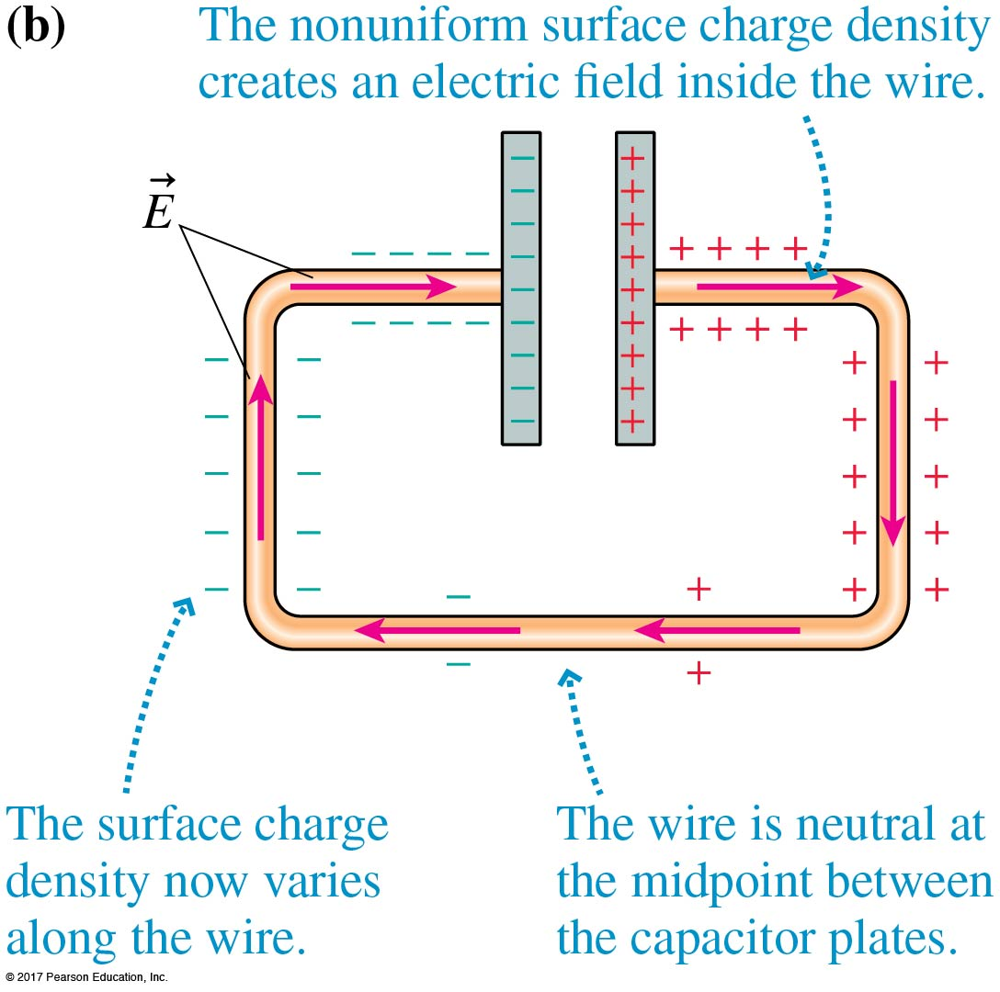 (b)
The nonuniform surface charge density
creates an electric field inside the wire.
E⃗
The surface charge
density now varies
along the wire.
The wire is neutral at
the midpoint between
the capacitor plates.
© 2017 Pearson Education, Inc.